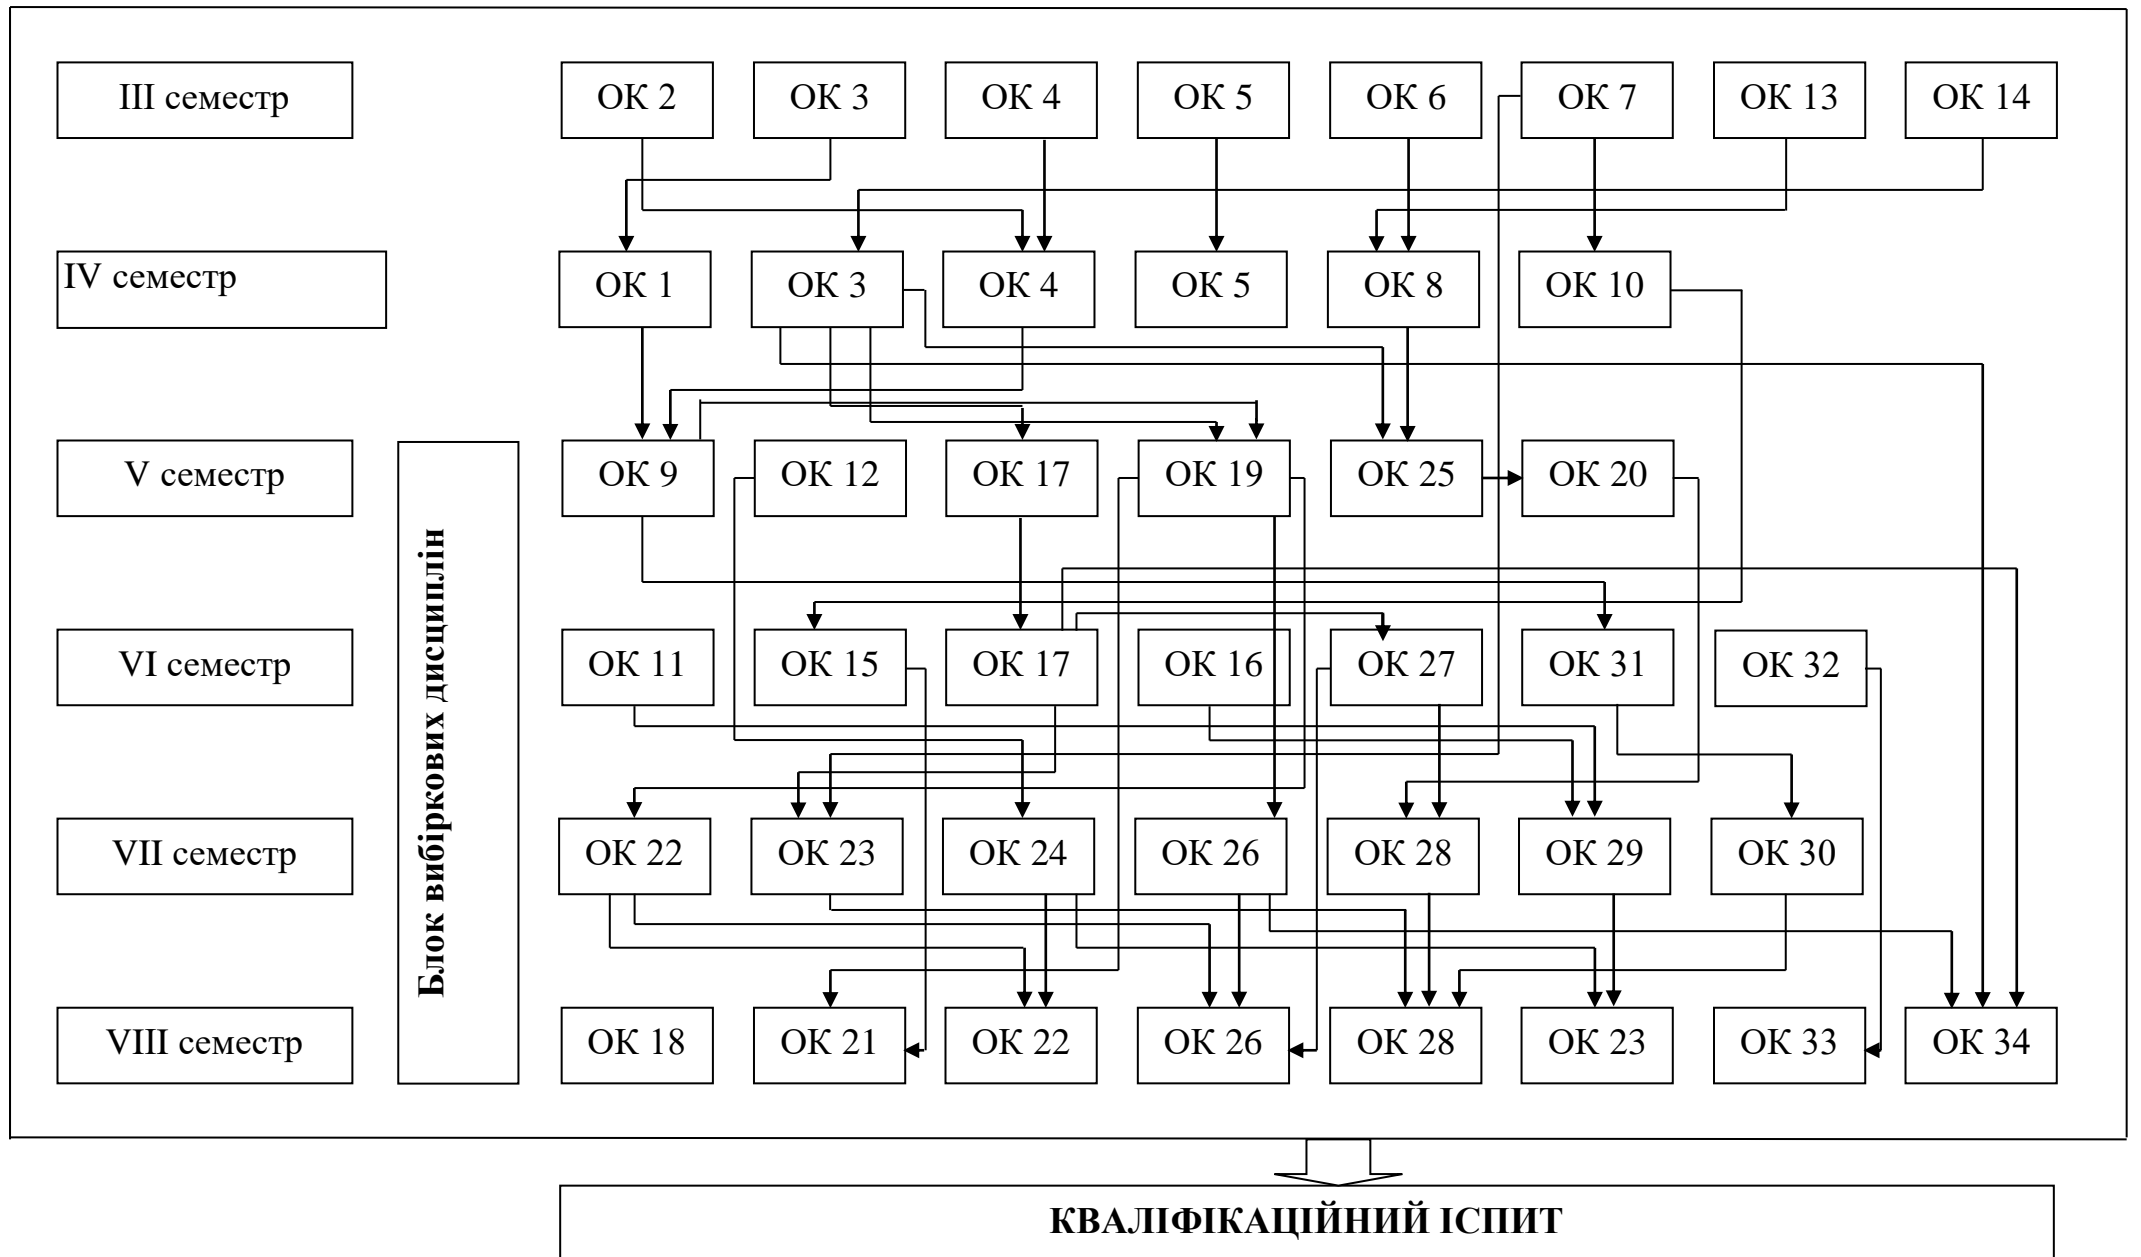 III семестр ОК 2 ОК 3 ОК 4 ОК 5 ОК 6 ОК 7 ОК 13 ОК 14
IV семестр ОК 1 ОК 3 ОК 4 ОК 5 ОК 8 ОК 10
V семестр ОК 9 ОК 12 ОК 17 ОК 19 ОК 25 ОК 20
Блок вибіркових дисциплін
VI семестр ОК 11 ОК 15 ОК 17 ОК 16 ОК 27 ОК 31 ОК 32
VII семестр ОК 22 ОК 23 ОК 24 ОК 26 ОК 28 ОК 29 ОК 30
VIII семестр ОК 18 ОК 21 ОК 22 ОК 26 ОК 28 ОК 23 ОК 33 ОК 34
КВАЛІФІКАЦІЙНИЙ ІСПИТ